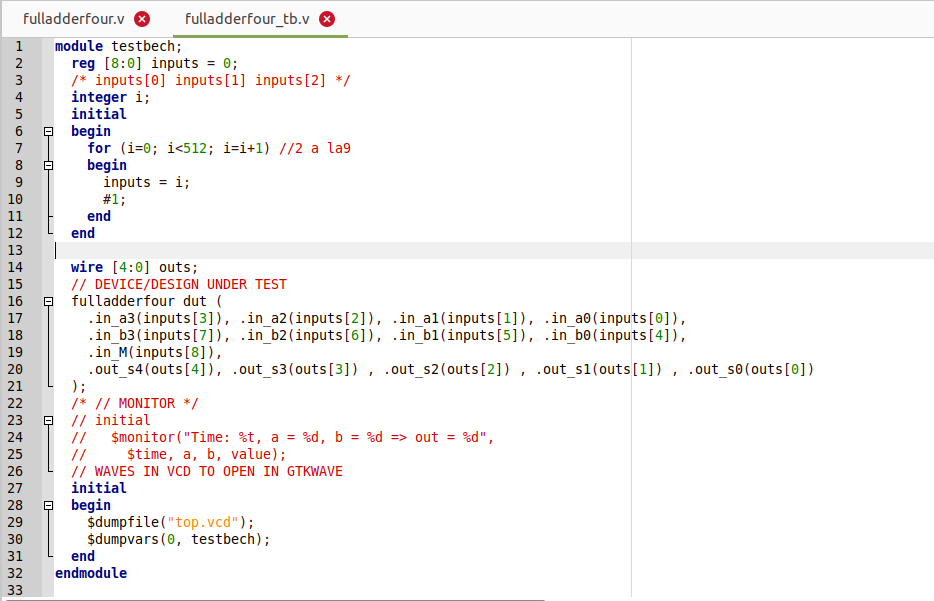 fulladderfour.v fulladderfour_tb.v
1 module testbech;
2 reg [8:0] inputs = 0;
3 /* inputs[0] inputs[1] inputs[2] */
4 integer i;
5 initial
6 begin
7 for (i=0; i<512; i=i+1) //2 a la9
8 begin
9 inputs = i;
10 #1;
11 end
12 end
13
14 wire [4:0] outs;
15 // DEVICE/DESIGN UNDER TEST
16 fulladderfour dut (
17 .in_a3(inputs[3]), .in_a2(inputs[2]), .in_a1(inputs[1]), .in_a0(inputs[0]),
18 .in_b3(inputs[7]), .in_b2(inputs[6]), .in_b1(inputs[5]), .in_b0(inputs[4]),
19 .in_M(inputs[8]),
20 .out_s4(outs[4]), .out_s3(outs[3]) , .out_s2(outs[2]) , .out_s1(outs[1]) , .out_s0(outs[0])
21 );
22 /* // MONITOR */
23 // initial
24 // $monitor("Time: %t, a = %d, b = %d => out = %d",
25 // $time, a, b, value);
26 // WAVES IN VCD TO OPEN IN GTKWAVE
27 initial
28 begin
29 $dumpfile("top.vcd");
30 $dumpvars(0, testbech);
31 end
32 endmodule
33